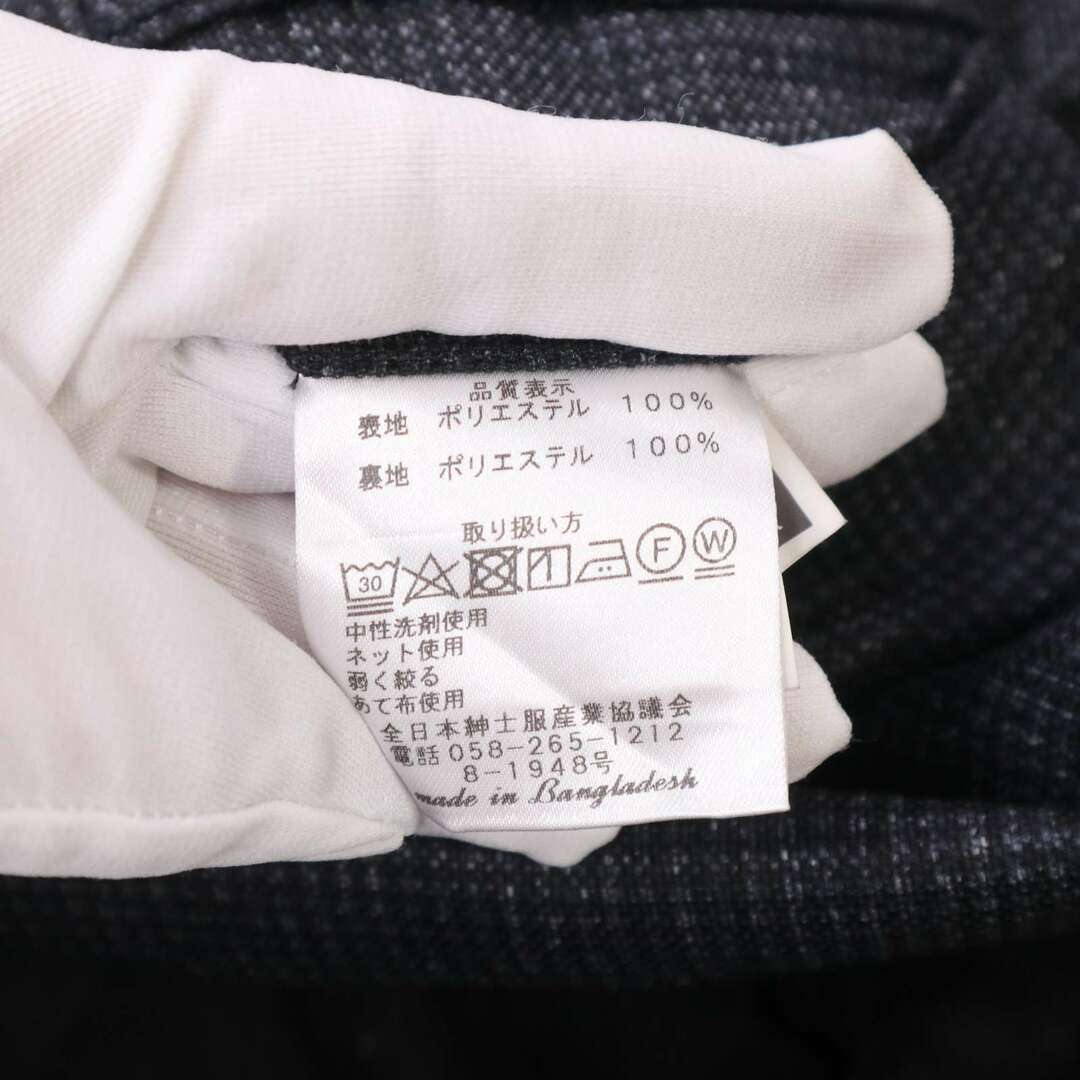 品質表示
表地 ポリエステル 100%
裏地 ポリエステル 100%
取り扱い方
30 F W
中性洗剤使用
ネット使用
弱く絞る
あて布使用
全日本紳士服産業協議会
電話 058-265-1212
8-1948号
made in Bangladesh